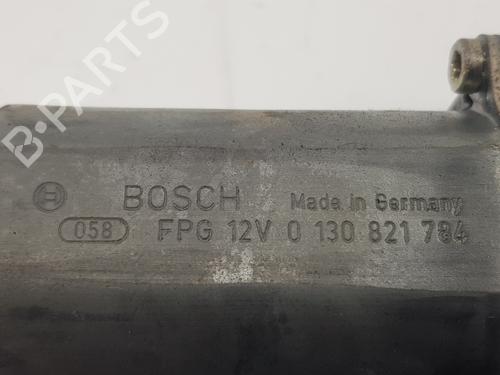 B-PARTS
BOSCH Made in Germany
058 FPG 12V 0 130 821 784